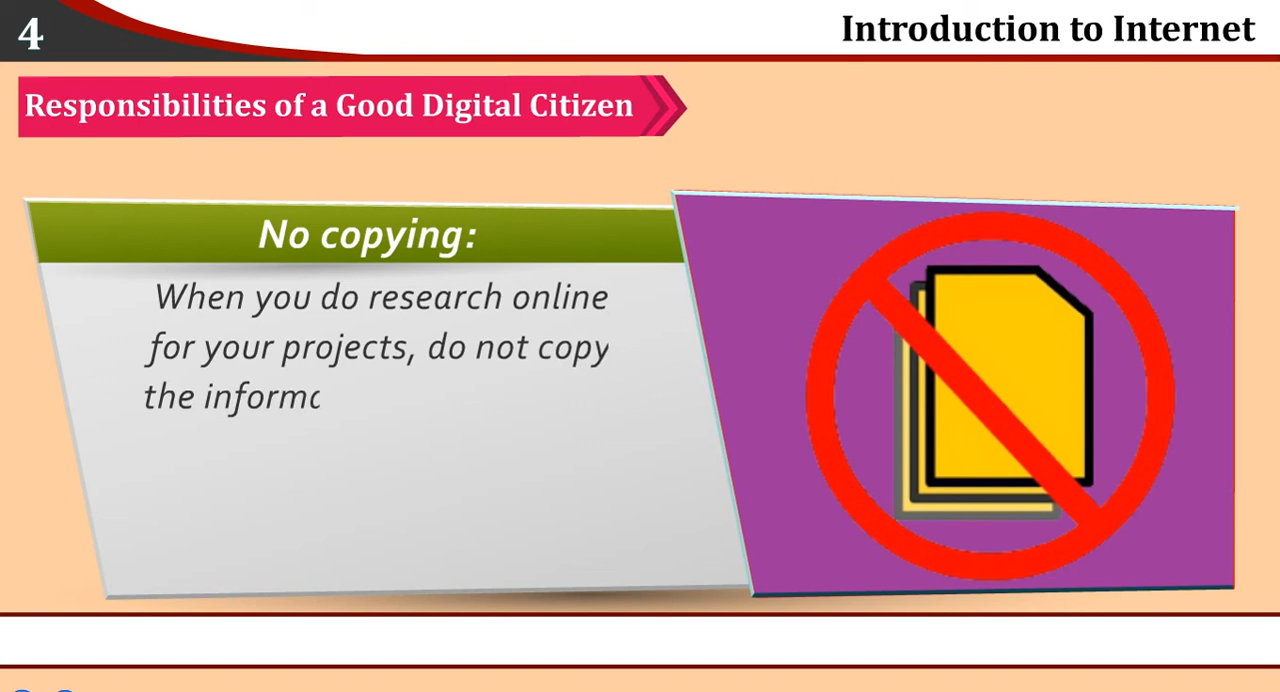 4
Introduction to Internet
Responsibilities of a Good Digital Citizen
No copying:
When you do research online
for your projects, do not copy
the